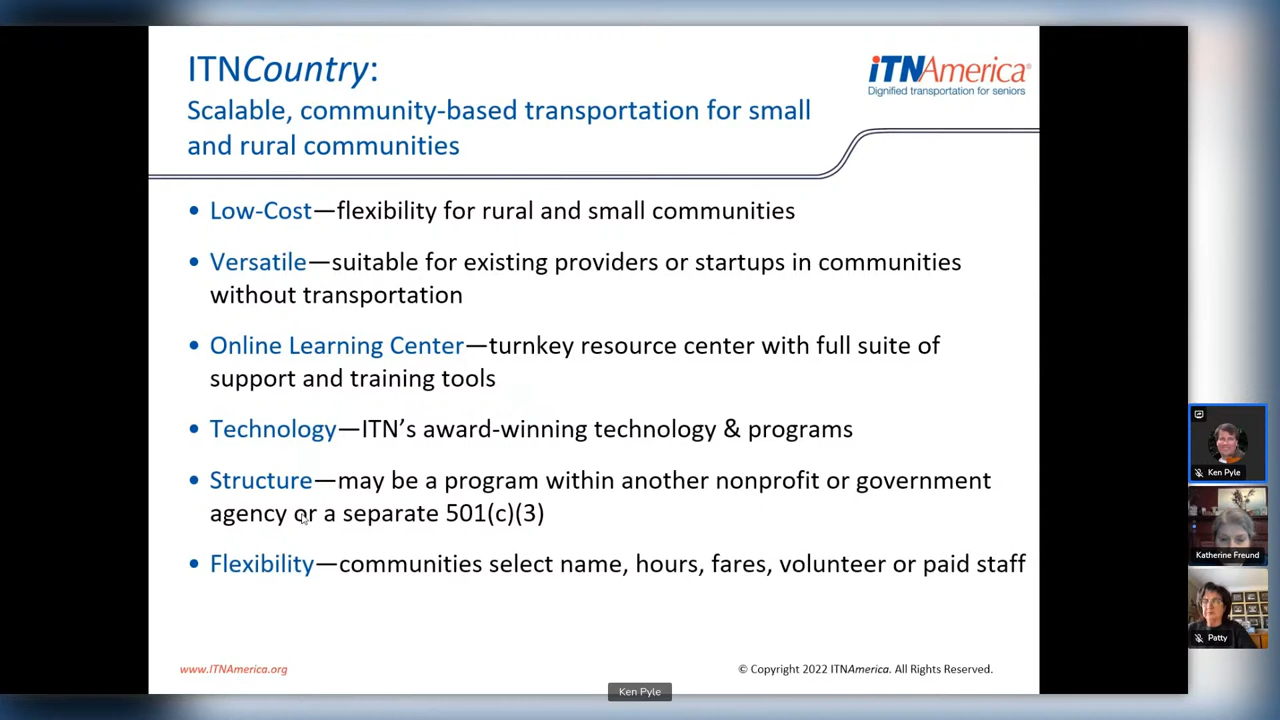 ITNCountry:
Scalable, community-based transportation for small
and rural communities
iTNAmerica®
Dignified transportation for seniors
• Low-Cost—flexibility for rural and small communities
• Versatile—suitable for existing providers or startups in communities
without transportation
• Online Learning Center—turnkey resource center with full suite of
support and training tools
• Technology—ITN’s award-winning technology & programs
• Structure—may be a program within another nonprofit or government
agency or a separate 501(c)(3)
• Flexibility—communities select name, hours, fares, volunteer or paid staff
www.ITNAmerica.org
© Copyright 2022 ITNAmerica. All Rights Reserved.
Ken Pyle
Katherine Freund
Patty
Ken Pyle